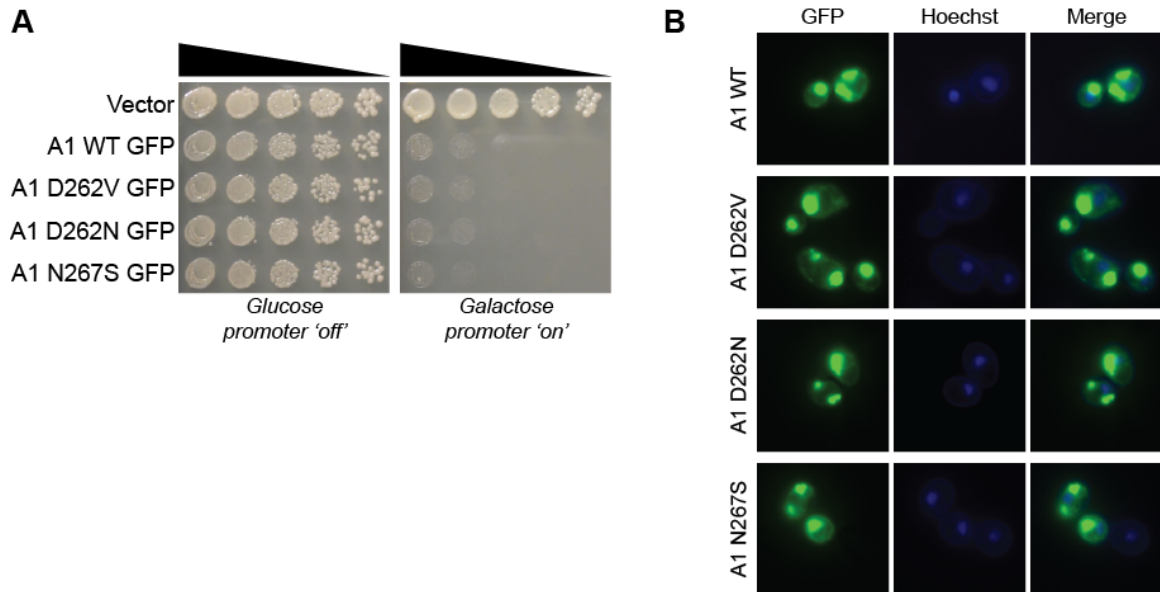 A
Vector
A1 WT GFP
A1 D262V GFP
A1 D262N GFP
A1 N267S GFP
Glucose
promoter ‘off’
Galactose
promoter ‘on’
B
GFP
Hoechst
Merge
A1 WT
A1 D262V
A1 D262N
A1 N267S